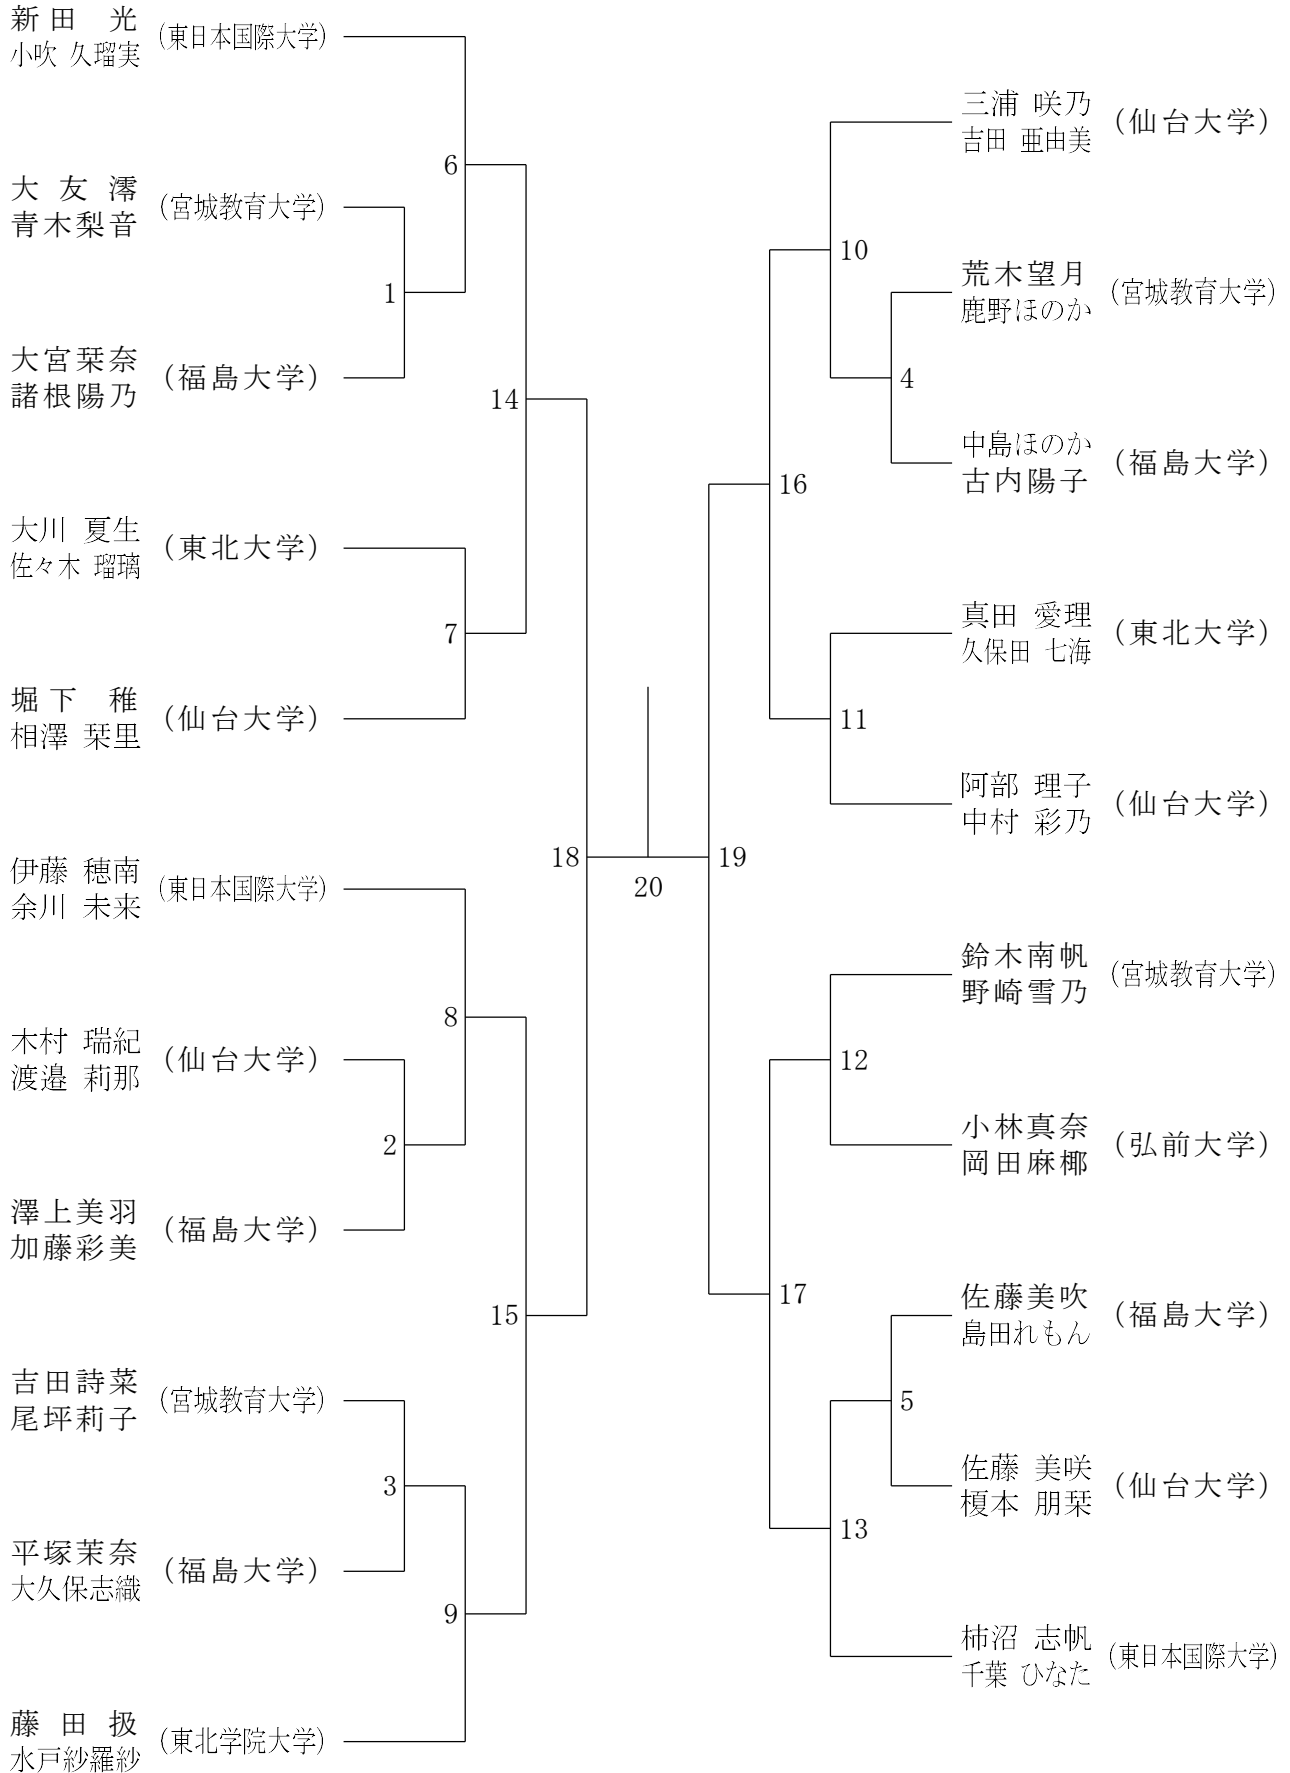 新田 光
小吹 久瑠実
(東日本国際大学)
6
大友澪
青木梨音
(宮城教育大学)
1
大宮栞奈
諸根陽乃
(福島大学)
14
大川 夏生
佐々木 瑠璃
(東北大学)
7
堀下 稚
相澤 栞里
(仙台大学)
18
伊藤 穂南
余川 未来
(東日本国際大学)
8
木村 瑞紀
渡邉 莉那
(仙台大学)
2
澤上美羽
加藤彩美
(福島大学)
15
吉田詩菜
尾坪莉子
(宮城教育大学)
3
平塚茉奈
大久保志織
(福島大学)
9
藤田扱
水戸紗羅紗
(東北学院大学)
20
三浦 咲乃
吉田 亜由美
(仙台大学)
10
荒木望月
鹿野ほのか
(宮城教育大学)
4
中島ほのか
古内陽子
(福島大学)
16
真田 愛理
久保田 七海
(東北大学)
11
阿部 理子
中村 彩乃
(仙台大学)
19
鈴木南帆
野崎雪乃
(宮城教育大学)
12
小林真奈
岡田麻椰
(弘前大学)
17
佐藤美吹
島田れもん
(福島大学)
5
佐藤 美咲
榎本 朋栞
(仙台大学)
13
柿沼 志帆
千葉 ひなた
(東日本国際大学)